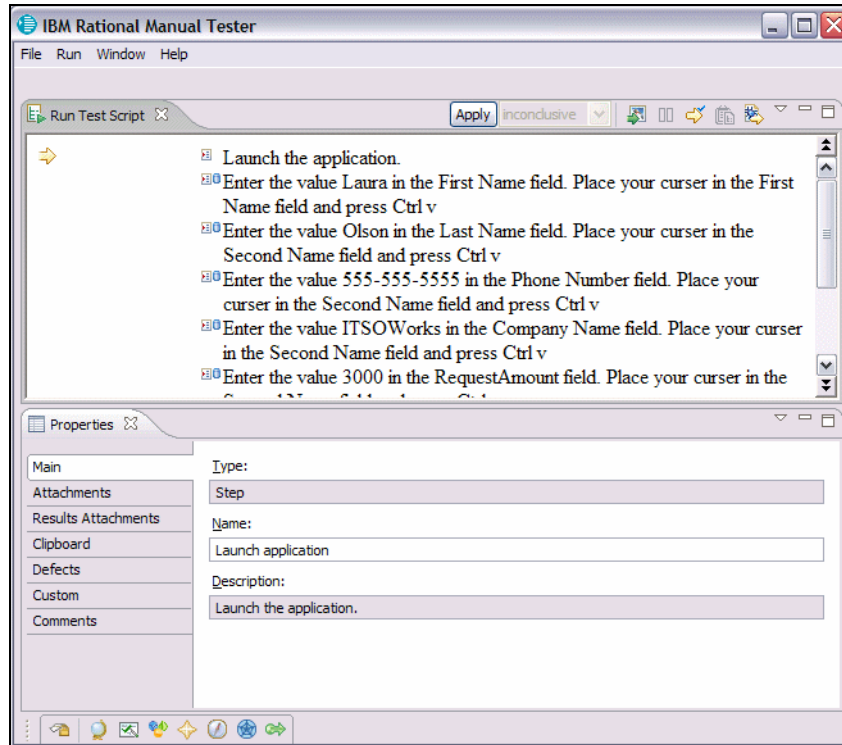 IBM Rational Manual Tester
File Run Window Help
Run Test Script
Apply inconclusive
Launch the application.
Enter the value Laura in the First Name field. Place your curser in the First
Name field and press Ctrl v
Enter the value Olson in the Last Name field. Place your curser in the
Second Name field and press Ctrl v
Enter the value 555-555-5555 in the Phone Number field. Place your
curser in the Second Name field and press Ctrl v
Enter the value ITSOWorks in the Company Name field. Place your curser
in the Second Name field and press Ctrl v
Enter the value 3000 in the RequestAmount field. Place your curser in the
Properties
Main
Attachments
Results Attachments
Clipboard
Defects
Custom
Comments
Type:
Step
Name:
Launch application
Description:
Launch the application.